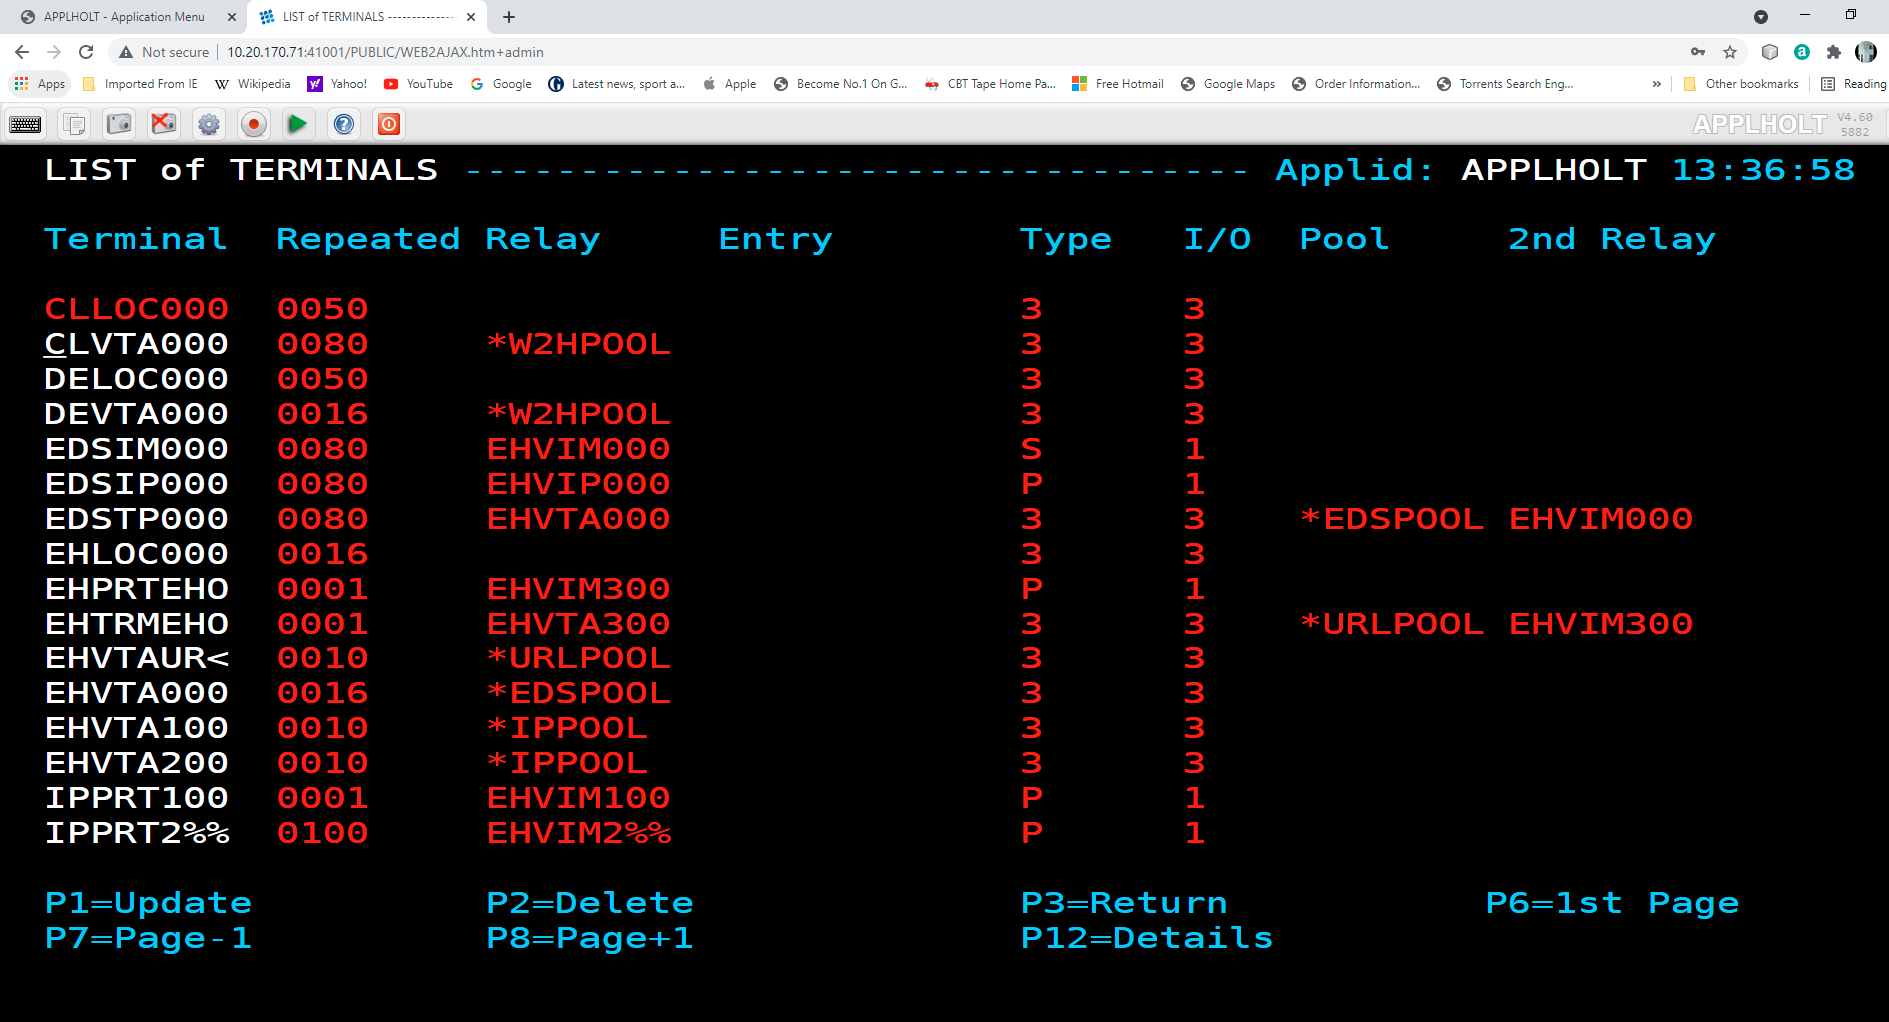 APPLHOLT - Application Menu LIST of TERMINALS --------------
Not secure 10.20.170.71:41001/PUBLIC/WEB2AJAX.htm+admin
Apps Imported From IE Wikipedia Yahoo! YouTube Google Latest news, sport a... Apple Become No.1 On G... CBT Tape Home Pa... Free Hotmail Google Maps Order Information... Torrents Search Eng... » Other bookmarks Reading
APPLHOLT V4.60
5882
LIST of TERMINALS ---------------------------------- Applid: APPLHOLT 13:36:58
Terminal Repeated Relay Entry Type I/O Pool 2nd Relay
CLLOC000 0050 3 3
CLVTA000 0080 *W2HPOOL 3 3
DELOC000 0050 3 3
DEVTA000 0016 *W2HPOOL 3 3
EDSIM000 0080 EHVIM000 S 1
EDSIP000 0080 EHVIP000 P 1
EDSTP000 0080 EHVTA000 3 3 *EDSPOOL EHVIM000
EHLOC000 0016 3 3
EHPRTEHO 0001 EHVIM300 P 1
EHTRMEHO 0001 EHVTA300 3 3 *URLPOOL EHVIM300
EHVTAUR< 0010 *URLPOOL 3 3
EHVTA000 0016 *EDSPOOL 3 3
EHVTA100 0010 *IPPOOL 3 3
EHVTA200 0010 *IPPOOL 3 3
IPPRT100 0001 EHVIM100 P 1
IPPRT2%% 0100 EHVIM2%% P 1
P1=Update P2=Delete P3=Return P6=1st Page
P7=Page-1 P8=Page+1 P12=Details